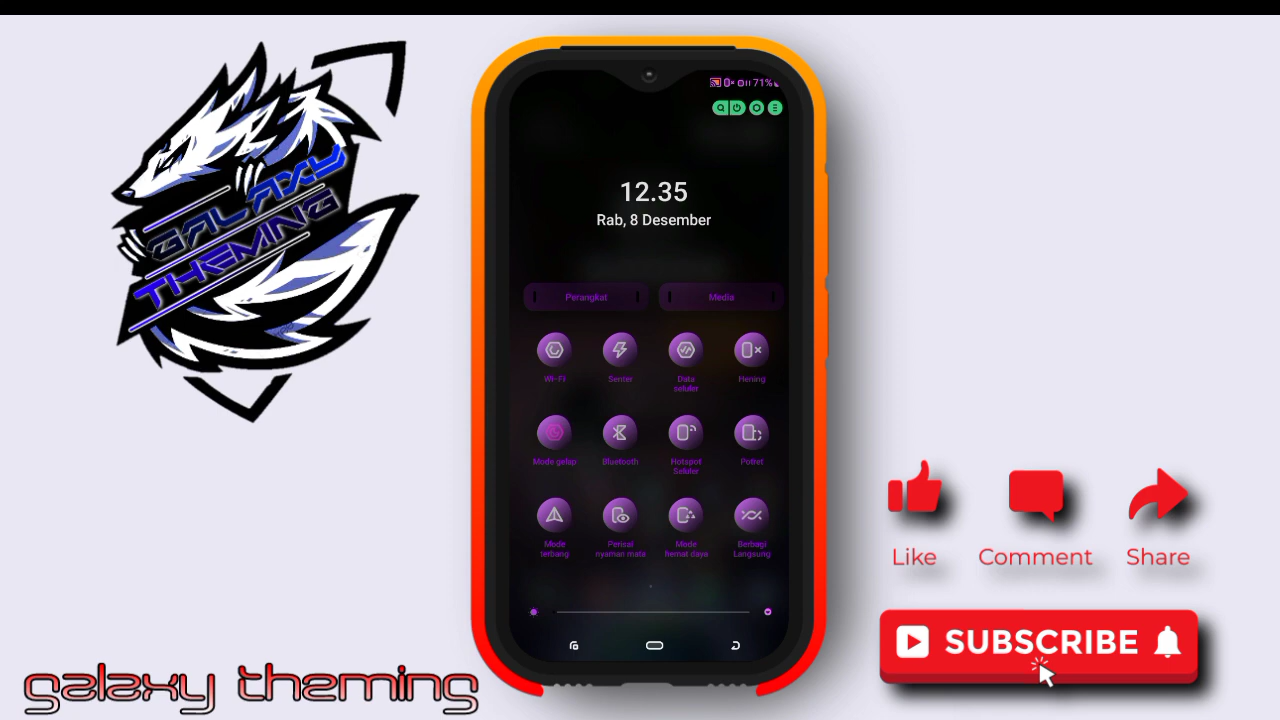 GALAXY
THEMING
71%
12.35
Rab, 8 Desember
Perangkat
Media
Wi-Fi
Senter
Data
seluler
Hening
Mode gelap
Bluetooth
Hotspot
Seluler
Potret
Mode
terbang
Perisai
nyaman mata
Mode
hemat daya
Berbagi
Langsung
Like
Comment
Share
SUBSCRIBE
galaxy theming